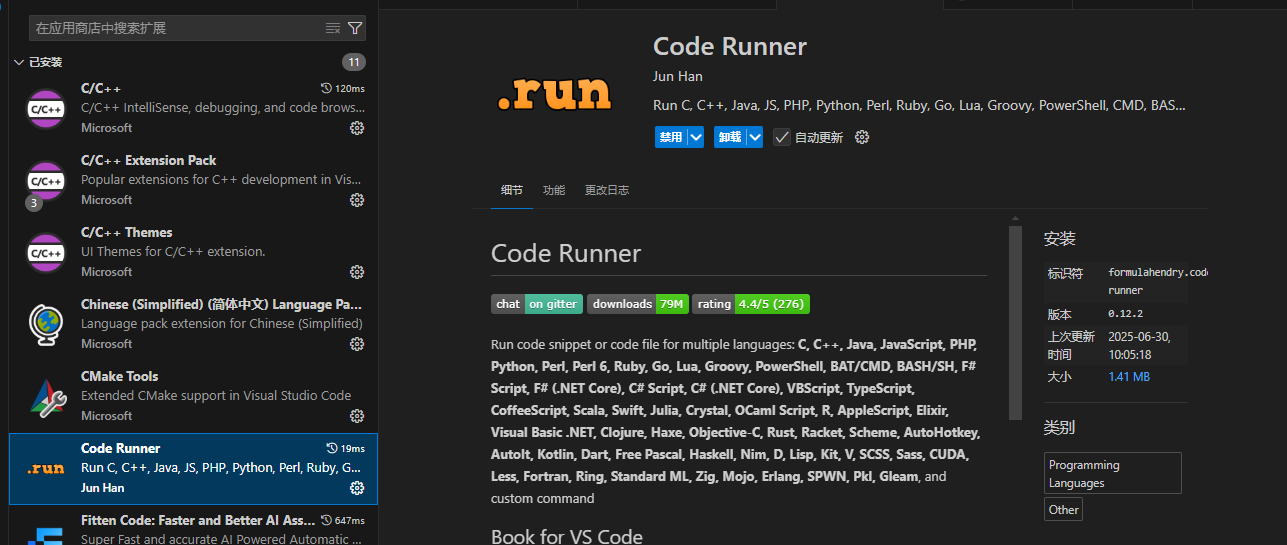 在应用商店中搜索扩展
已安装
11
C/C++
120ms
C/C++ IntelliSense, debugging, and code brows...
Microsoft
C/C++ Extension Pack
Popular extensions for C++ development in Vis...
3
Microsoft
C/C++ Themes
UI Themes for C/C++ extension.
Microsoft
Chinese (Simplified) (简体中文) Language Pa...
Language pack extension for Chinese (Simplified)
Microsoft
CMake Tools
Extended CMake support in Visual Studio Code
Microsoft
.run
Code Runner
19ms
Run C, C++, Java, JS, PHP, Python, Perl, Ruby, G...
Jun Han
Fitten Code: Faster and Better AI Ass...
647ms
Super Fast and accurate AI Powered Automatic ...
.run
Code Runner
Jun Han
Run C, C++, Java, JS, PHP, Python, Perl, Ruby, Go, Lua, Groovy, PowerShell, CMD, BAS...
禁用
卸载
自动更新
细节
功能
更改日志
Code Runner
chat on gitter
downloads 79M
rating 4.4/5 (276)
Run code snippet or code file for multiple languages: C, C++, Java, JavaScript, PHP,
Python, Perl, Perl 6, Ruby, Go, Lua, Groovy, PowerShell, BAT/CMD, BASH/SH, F#
Script, F# (.NET Core), C# Script, C# (.NET Core), VBScript, TypeScript,
CoffeeScript, Scala, Swift, Julia, Crystal, OCaml Script, R, AppleScript, Elixir,
Visual Basic .NET, Clojure, Haxe, Objective-C, Rust, Racket, Scheme, AutoHotkey,
AutoIt, Kotlin, Dart, Free Pascal, Haskell, Nim, D, Lisp, Kit, V, SCSS, Sass, CUDA,
Less, Fortran, Ring, Standard ML, Zig, Mojo, Erlang, SPWN, Pkl, Gleam, and
custom command
Book for VS Code
安装
标识符
formulahendry.code
runner
版本
0.12.2
上次更新
时间
2025-06-30,
10:05:18
大小
1.41 MB
类别
Programming
Languages
Other